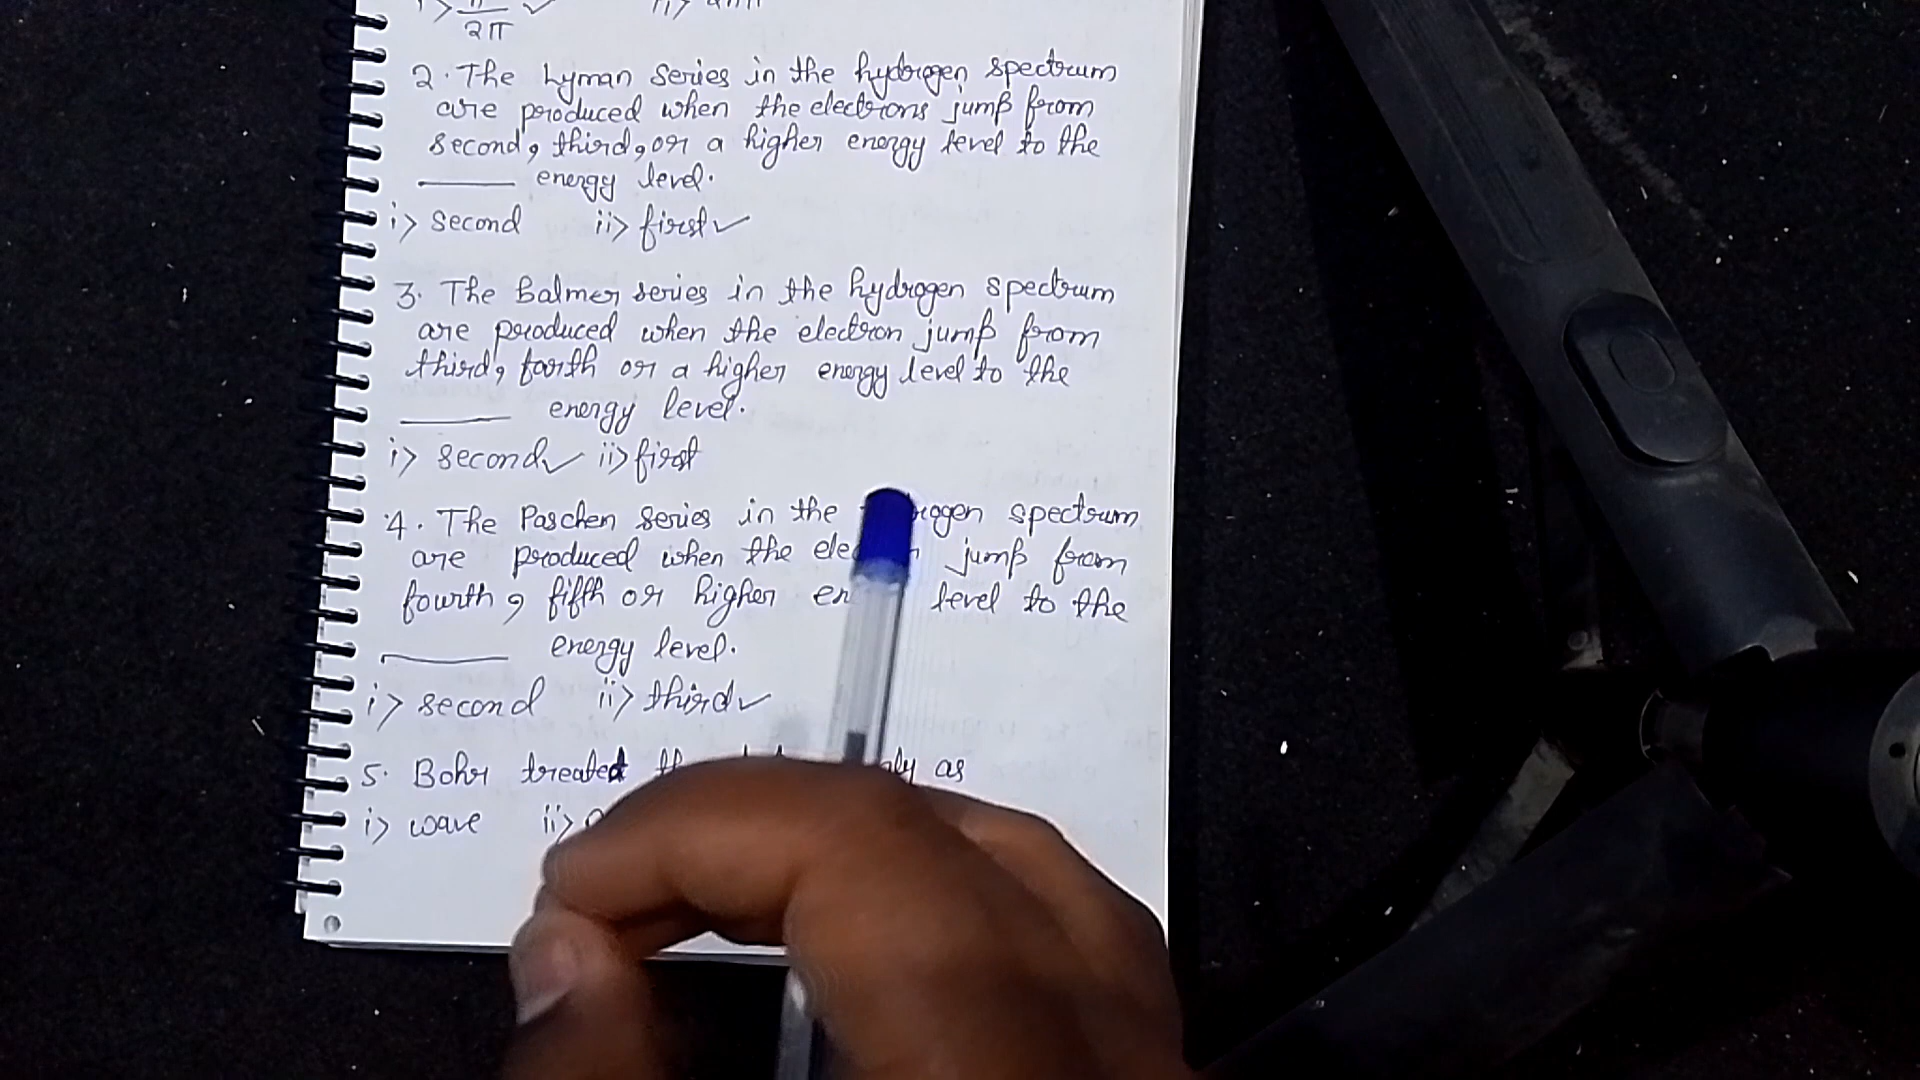 2π
2. The Lyman series in the hydrogen spectrum
are produced when the electrons jump from
second, third, or a higher energy level to the
______ energy level.
i> second ii> first ✓
3. The Balmer series in the hydrogen spectrum
are produced when the electron jump from
third, forth or a higher energy level to the
______ energy level.
i> second ✓ ii> first
4. The Paschen series in the spectrum
are produced when the jump from
fourth, fifth or higher level to the
______ energy level.
i> second ii> third ✓
5. Bohr treated as
i> wave ii>